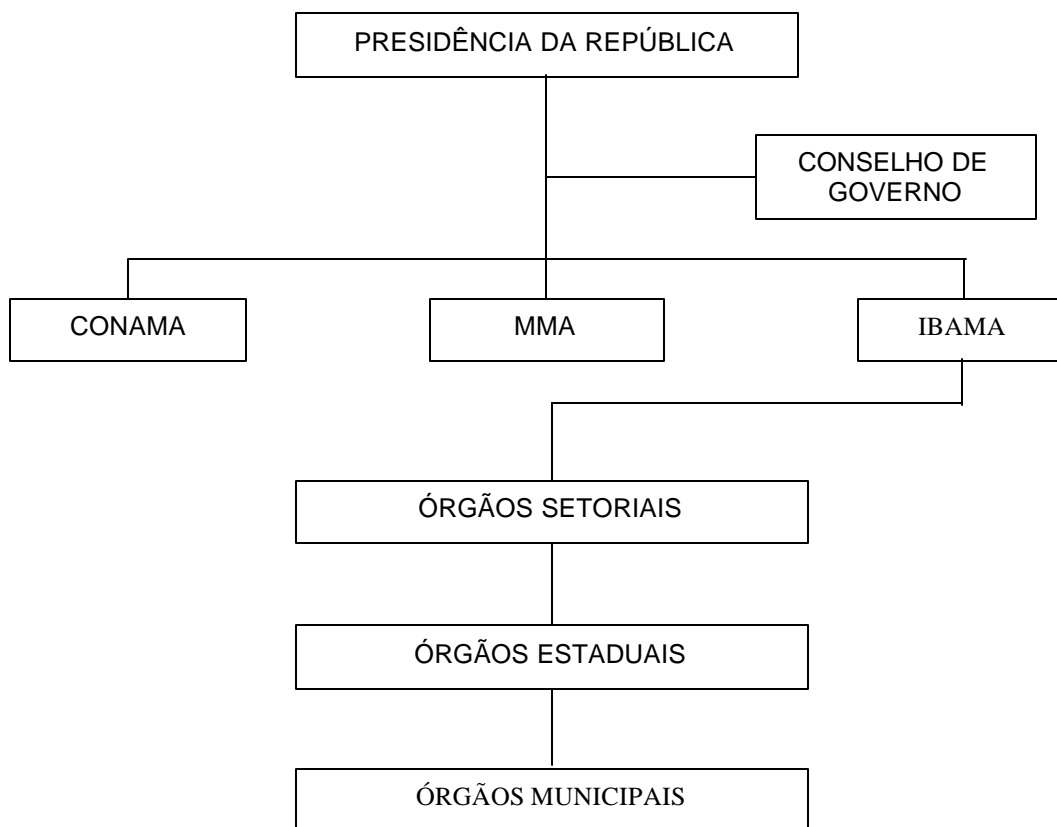 PRESIDÊNCIA DA REPÚBLICA
CONSELHO DE
GOVERNO
CONAMA
MMA
IBAMA
ÓRGÃOS SETORIAIS
ÓRGÃOS ESTADUAIS
ÓRGÃOS MUNICIPAIS